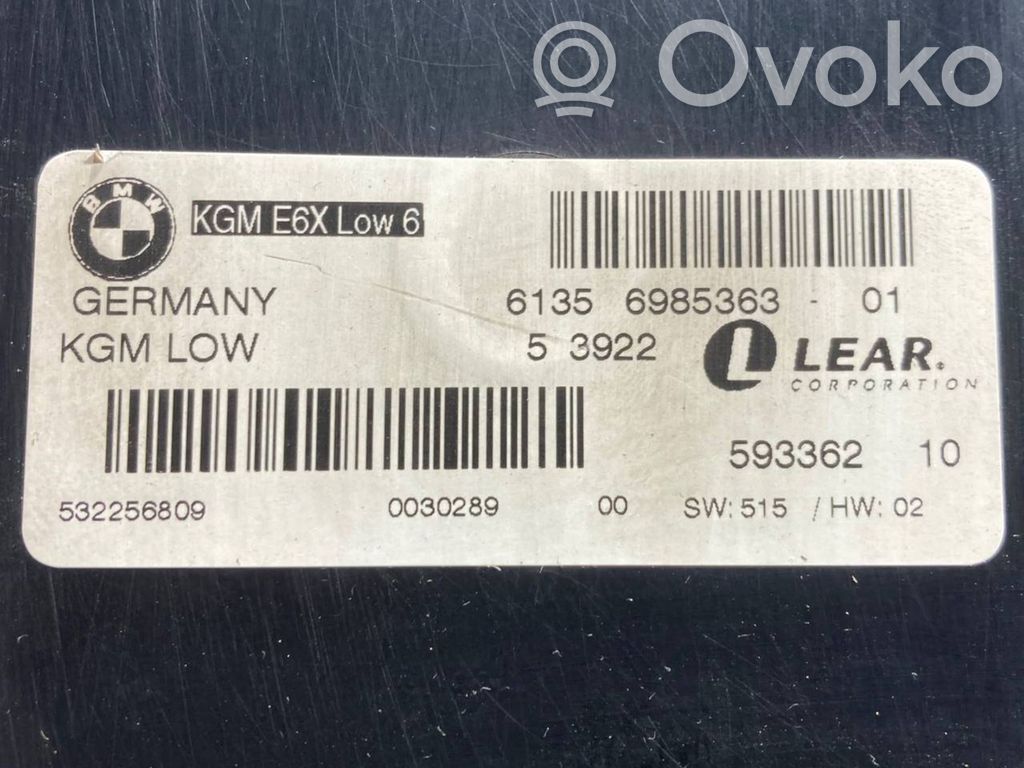 Ovoko
BMW KGM E6X Low 6
GERMANY 6135 6985363 - 01
KGM LOW 5 3922 LEAR.
CORPORATION
593362 10
532256809 0030289 00 SW: 515 / HW: 02